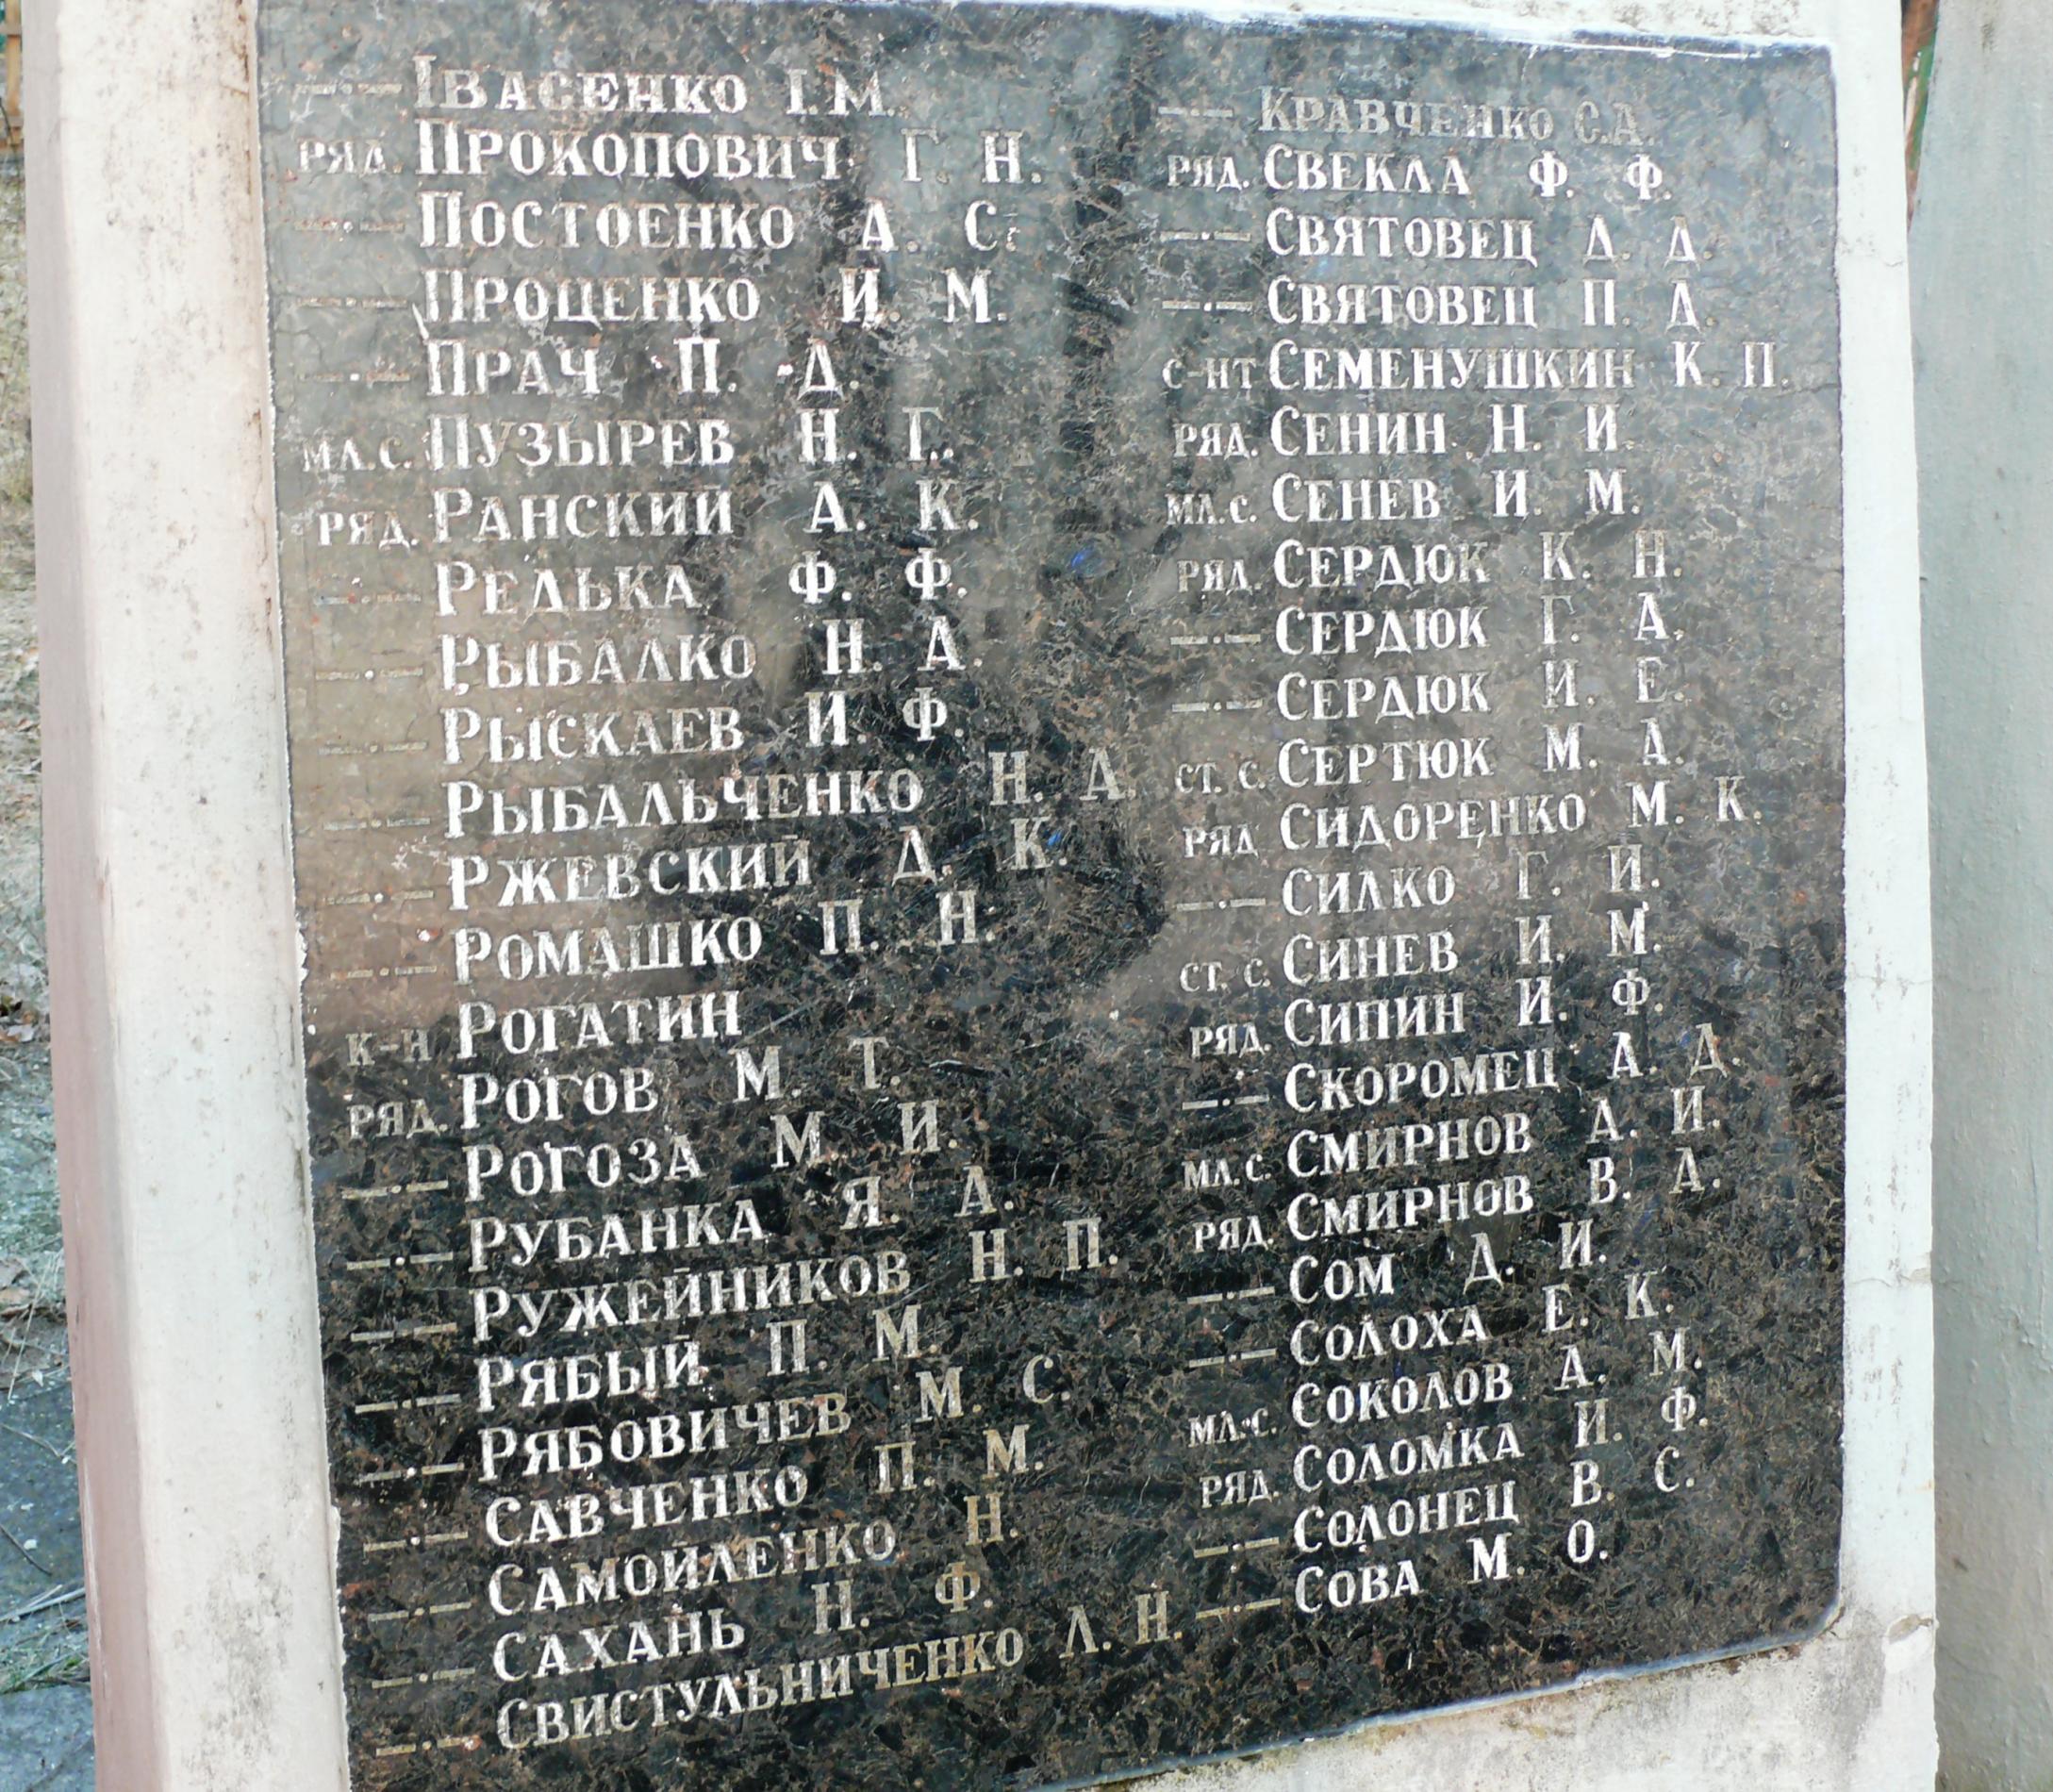 —·— ІВАСЕНКО І.М.
РЯД. ПРОКОПОВИЧ Г. Н.
—·— ПОСТОЕНКО А. С.
—·— ПРОЦЕНКО И. М.
—·— ПРАЧ П. Д.
МЛ.С. ПУЗЫРЕВ Н. Г.
РЯД. РАНСКИЙ А. К.
—·— РЕДЬКА Ф. Ф.
—·— РЫБАЛКО Н. А.
—·— РЫСКАЕВ И. Ф.
—·— РЫБАЛЬЧЕНКО Н. Д.
—·— РЖЕВСКИЙ Д. К.
—·— РОМАШКО П. Н.
К-Н РОГАТИН
РЯД. РОГОВ М. Т.
—·— РОГОЗА М. И.
—·— РУБАНКА Я. А.
—·— РУЖЕЙНИКОВ Н. П.
—·— РЯБЫЙ П. М.
—·— РЯБОВИЧЕВ М. С.
—·— САВЧЕНКО П. М.
—·— САМОЙЛЕНКО Н.
—·— САХАНЬ Н. Ф.
—·— СВИСТУЛЬНИЧЕНКО Л. Н.
—·— КРАВЧЕНКО С.А.
РЯД. СВЕКЛА Ф. Ф.
—·— СВЯТОВЕЦ Д. Д.
—·— СВЯТОВЕЦ П. Д.
С-НТ СЕМЕНУШКИН К. П.
РЯД. СЕНИН Н. И.
МЛ.С. СЕНЕВ И. М.
РЯД. СЕРДЮК К. Н.
—·— СЕРДЮК Г. А.
—·— СЕРДЮК И. Е.
СТ. С. СЕРТЮК М. А.
РЯД. СИДОРЕНКО М. К.
—·— СИЛКО Г. И.
СТ. С. СИНЕВ И. М.
РЯД. СИПИН И. Ф.
—·— СКОРОМЕЦ А. Д.
МЛ.С. СМИРНОВ А. И.
РЯД. СМИРНОВ В. А.
—·— СОМ Д. И.
—·— СОЛОХА Е. К.
МЛ.С. СОКОЛОВ А. М.
РЯД. СОЛОМКА И. Ф.
—·— СОЛОНЕЦ В. С.
—·— СОВА М. О.